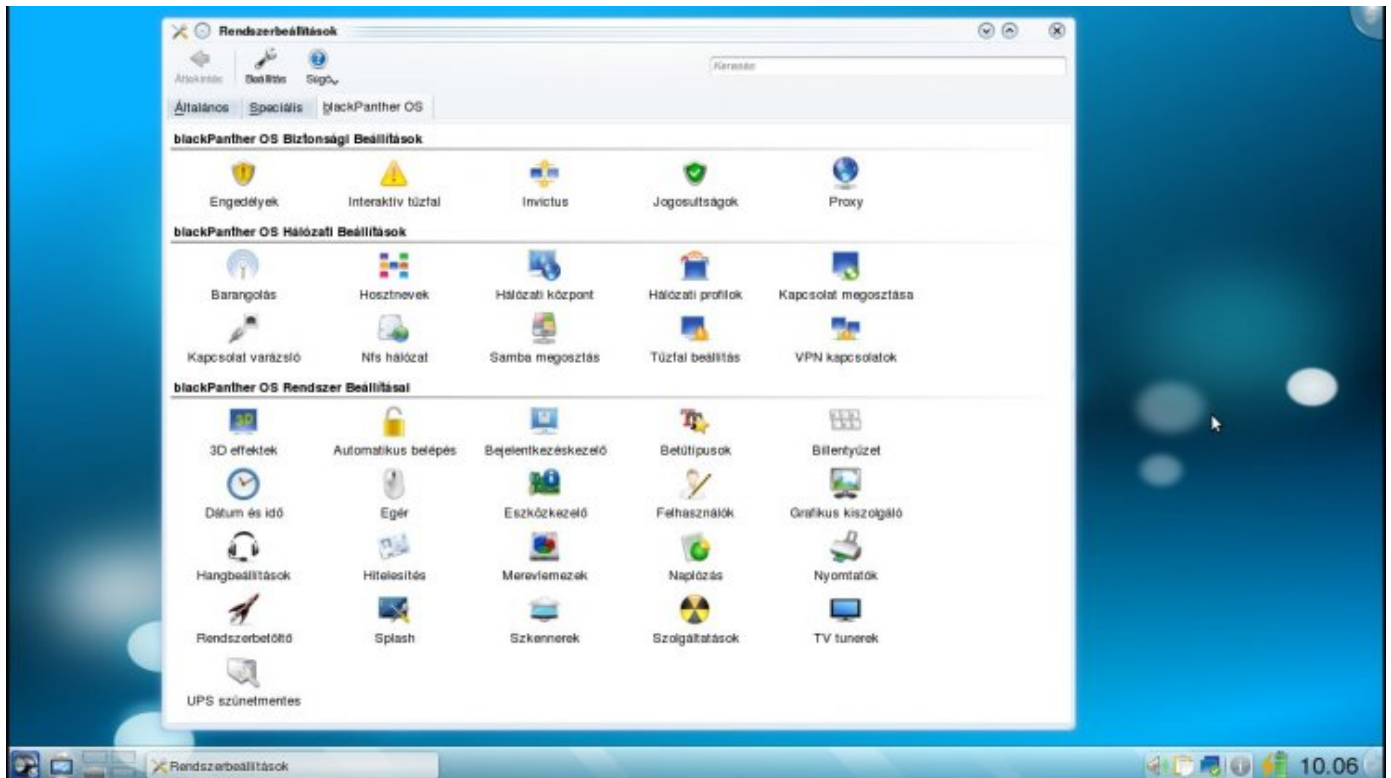 Rendszerbeállítások
Áttekintés Beállítás Súgó Keresés
Általános Speciális blackPanther OS
blackPanther OS Biztonsági Beállítások
Engedélyek Interaktív tűzfal Invictus Jogosultságok Proxy
blackPanther OS Hálózati Beállítások
Barangolás Hosztnevek Hálózati központ Hálózati profilok Kapcsolat megosztása
Kapcsolat varázsló Nfs hálózat Samba megosztás Tűzfal beállítás VPN kapcsolatok
blackPanther OS Rendszer Beállításai
3D effektek Automatikus belépés Bejelentkezéskezelő Betűtípusok Billentyűzet
Dátum és idő Egér Eszközkezelő Felhasználók Grafikus kiszolgáló
Hangbeállítások Hitelesítés Merevlemezek Naplózás Nyomtatók
Rendszerbetöltő Splash Szkennerek Szolgáltatások TV tunerek
UPS szünetmentes
Rendszerbeállítások 10.06